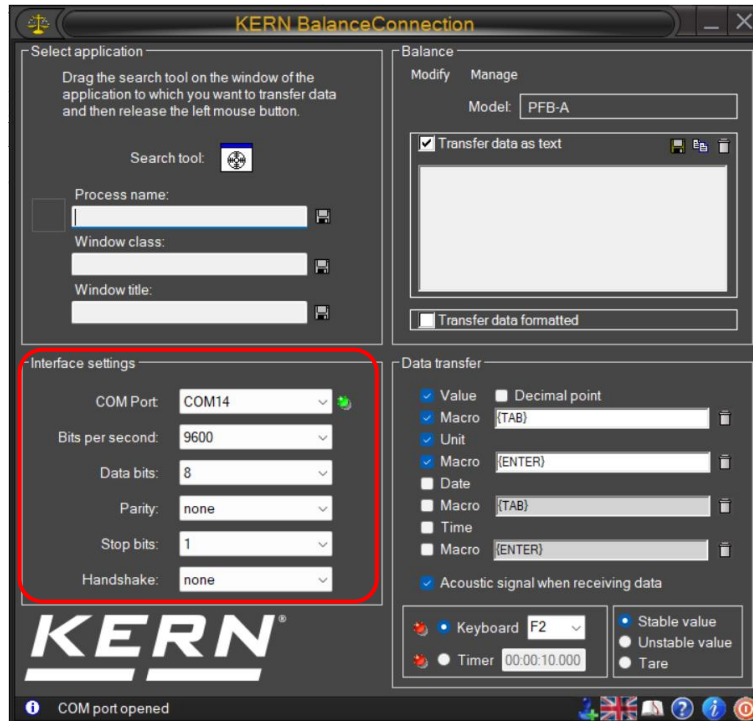 KERN BalanceConnection
Select application
Drag the search tool on the window of the
application to which you want to transfer data
and then release the left mouse button.
Search tool:
Process name:
Window class:
Window title:
Balance
Modify Manage
Model: PFB-A
Transfer data as text
Transfer data formatted
Interface settings
COM Port: COM14
Bits per second: 9600
Data bits: 8
Parity: none
Stop bits: 1
Handshake: none
Data transfer
Value Decimal point
Macro {TAB}
Unit
Macro {ENTER}
Date
Macro {TAB}
Time
Macro {ENTER}
Acoustic signal when receiving data
Keyboard F2
Timer 00:00:10.000
Stable value
Unstable value
Tare
KERN®
COM port opened